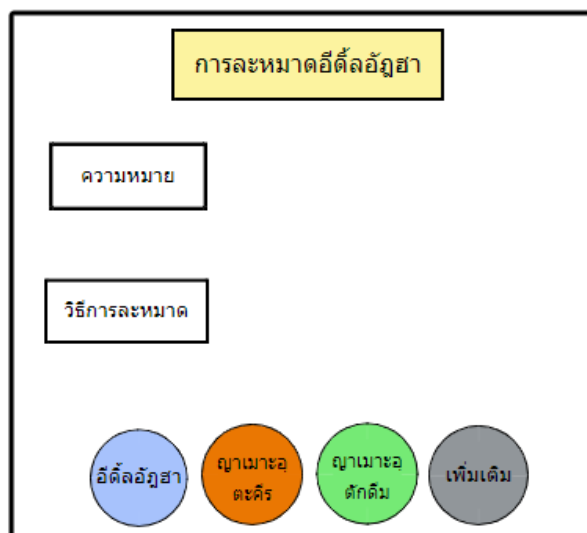 การละหมาดอีดิ้ลอัฎฮา
ความหมาย
วิธีการละหมาด
อีดิ้ลอัฎฮา
ญาเมาะอฺ
ตะคีร
ญาเมาะอฺ
ตักดีม
เพิ่มเติม